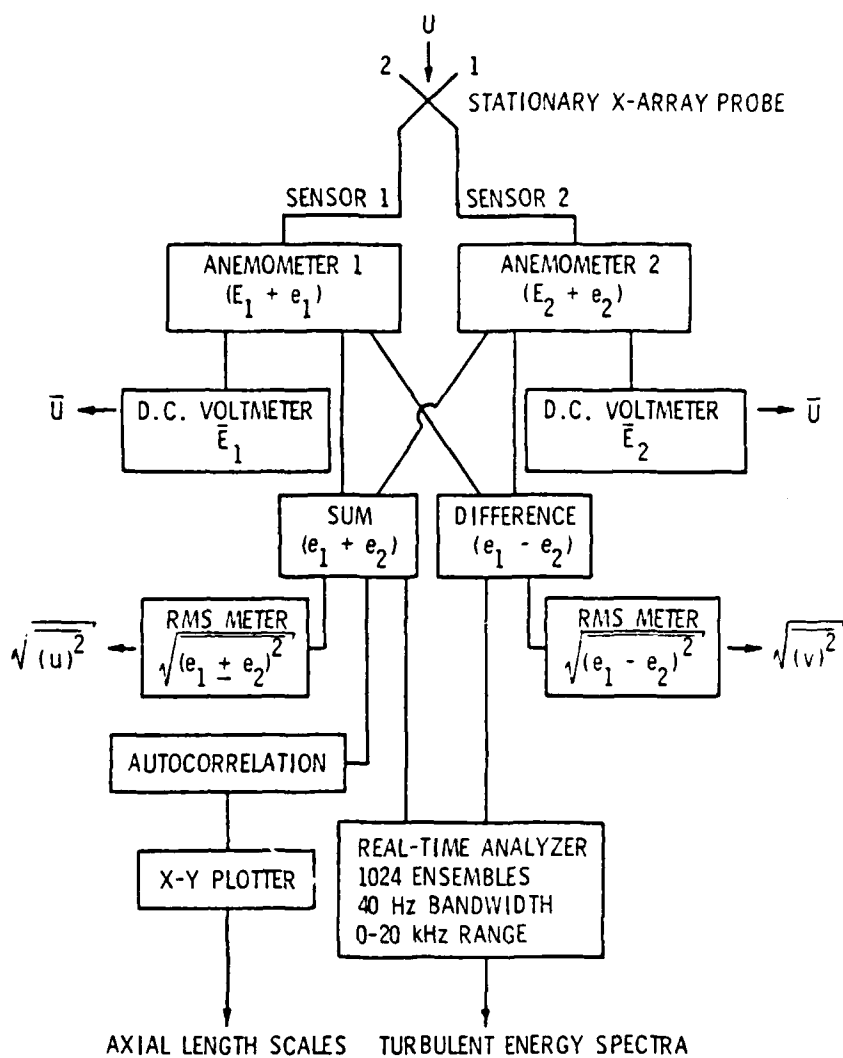 U
2 1
STATIONARY X-ARRAY PROBE
SENSOR 1 SENSOR 2
ANEMOMETER 1
(E₁ + e₁)
ANEMOMETER 2
(E₂ + e₂)
U̅
D.C. VOLTMETER
E̅₁
D.C. VOLTMETER
E̅₂
U̅
SUM
(e₁ + e₂)
DIFFERENCE
(e₁ - e₂)
√(u)²
RMS METER
√(e₁ ± e₂)²
RMS METER
√(e₁ - e₂)²
√(v)²
AUTOCORRELATION
X-Y PLOTTER
REAL-TIME ANALYZER
1024 ENSEMBLES
40 Hz BANDWIDTH
0-20 kHz RANGE
AXIAL LENGTH SCALES
TURBULENT ENERGY SPECTRA